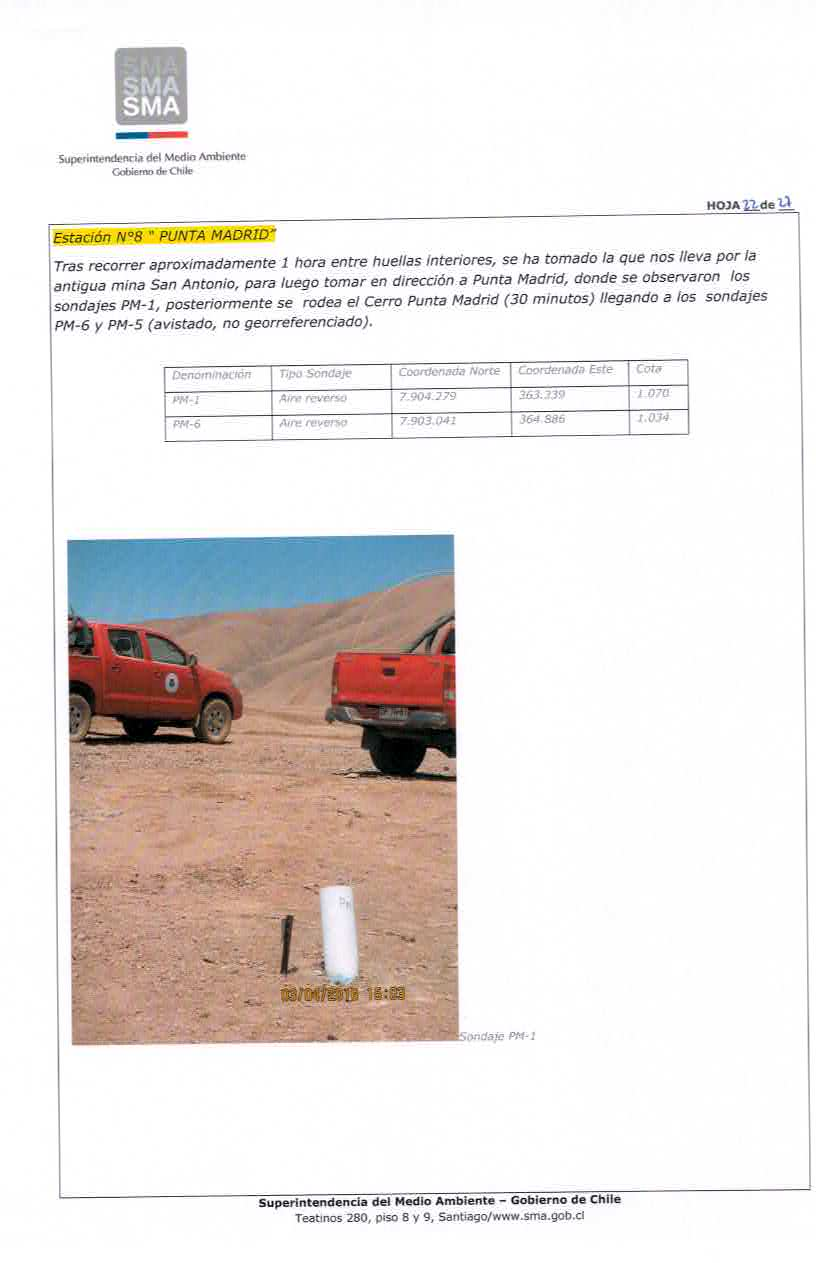 SMA
SMA
SMA
Superintendencia del Medio Ambiente
Gobierno de Chile
HOJA 22 de 27
Estación N°8 " PUNTA MADRID"
Tras recorrer aproximadamente 1 hora entre huellas interiores, se ha tomado la que nos lleva por la
antigua mina San Antonio, para luego tomar en dirección a Punta Madrid, donde se observaron los
sondajes PM-1, posteriormente se rodea el Cerro Punta Madrid (30 minutos) llegando a los sondajes
PM-6 y PM-5 (avistado, no georreferenciado).
Denominación Tipo Sondaje Coordenada Norte Coordenada Este Cota
PM-1 Aire reverso 7.904.279 363.339 1.070
PM-6 Aire reverso 7.903.041 364.886 1.034
PM
03/04/2016
Sondaje PM-1
Superintendencia del Medio Ambiente – Gobierno de Chile
Teatinos 280, piso 8 y 9, Santiago/www.sma.gob.cl